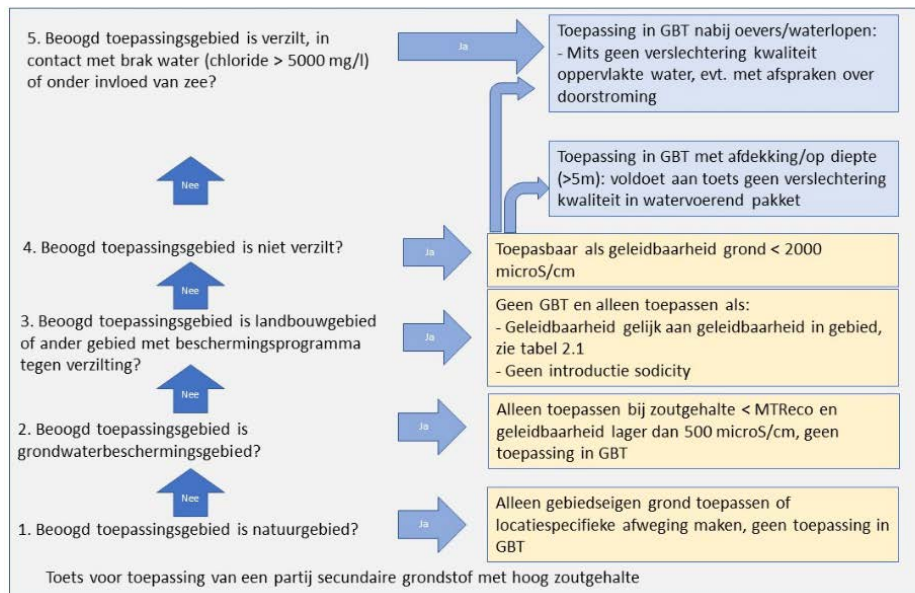 5. Beoogd toepassingsgebied is verzilt, in
contact met brak water (chloride > 5000 mg/l)
of onder invloed van zee?
Ja
Toepassing in GBT nabij oevers/waterlopen:
- Mits geen verslechtering kwaliteit
oppervlakte water, evt. met afspraken over
doorstroming
Nee
Toepassing in GBT met afdekking/op diepte
(>5m): voldoet aan toets geen verslechtering
kwaliteit in watervoerend pakket
4. Beoogd toepassingsgebied is niet verzilt?
Ja
Toepasbaar als geleidbaarheid grond < 2000
microS/cm
Nee
3. Beoogd toepassingsgebied is landbouwgebied
of ander gebied met beschermingsprogramma
tegen verzilting?
Ja
Geen GBT en alleen toepassen als:
- Geleidbaarheid gelijk aan geleidbaarheid in gebied,
zie tabel 2.1
- Geen introductie sodicity
Nee
2. Beoogd toepassingsgebied is
grondwaterbeschermingsgebied?
Ja
Alleen toepassen bij zoutgehalte < MTReco en
geleidbaarheid lager dan 500 microS/cm, geen
toepassing in GBT
Nee
1. Beoogd toepassingsgebied is natuurgebied?
Ja
Alleen gebiedseigen grond toepassen of
locatiespecifieke afweging maken, geen toepassing in
GBT
Toets voor toepassing van een partij secundaire grondstof met hoog zoutgehalte